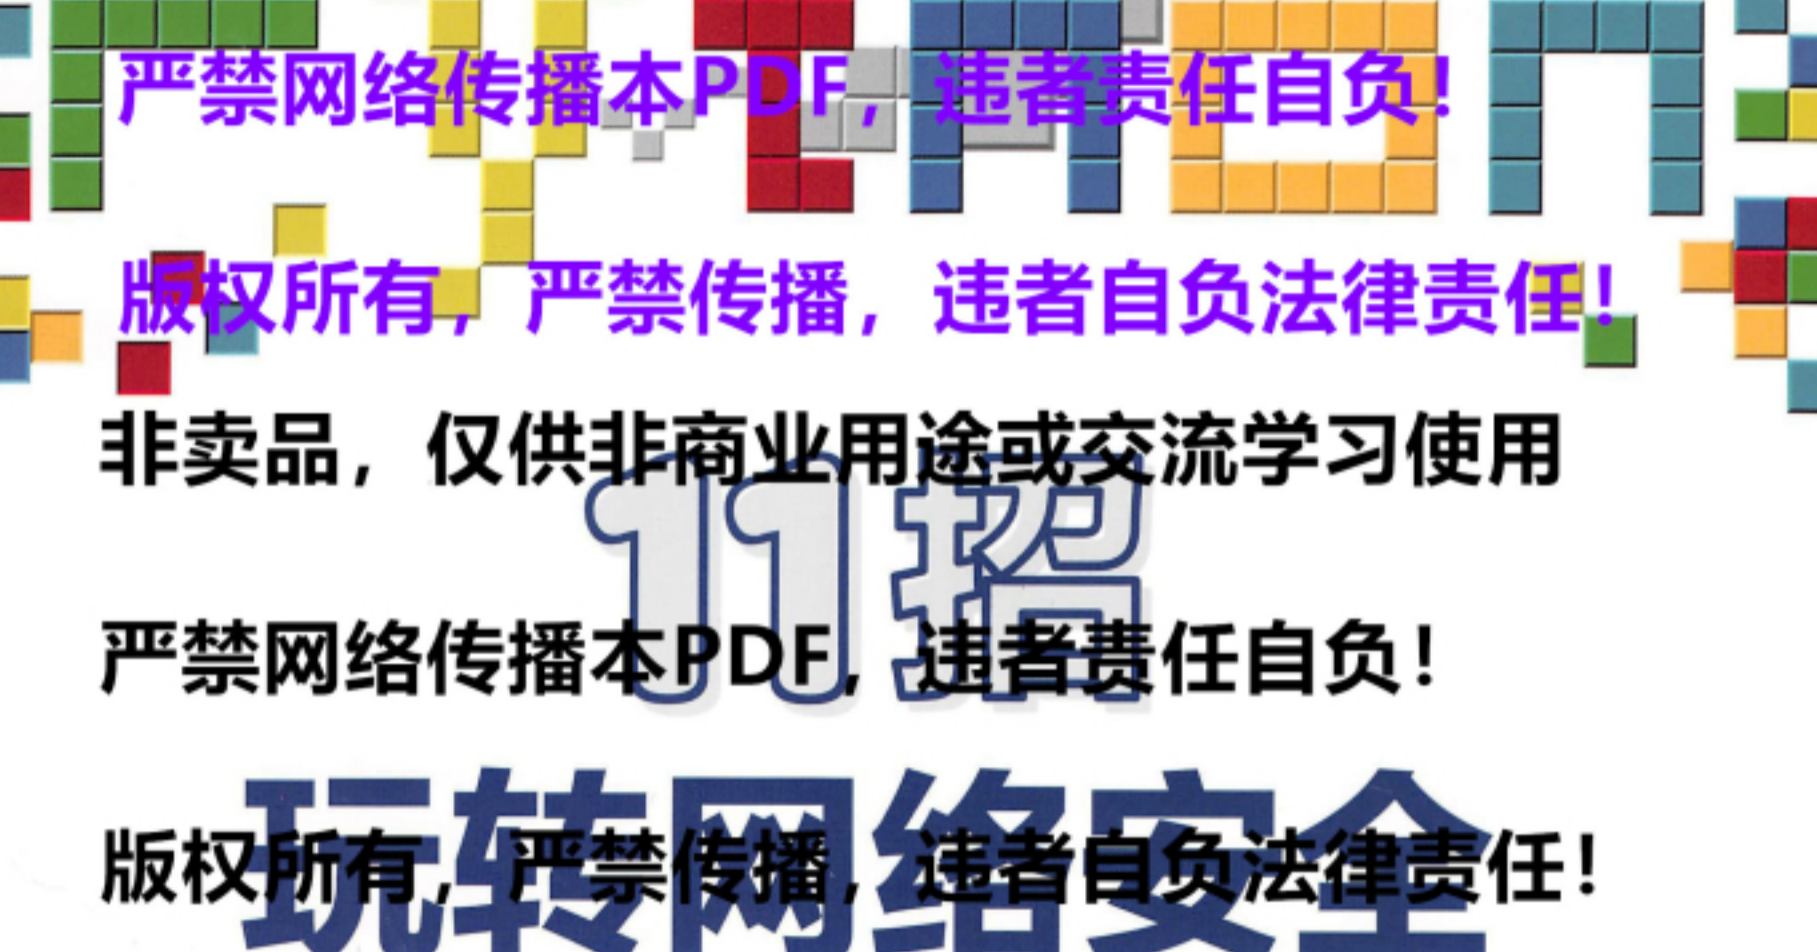 Python
严禁网络传播本PDF，违者责任自负！
版权所有，严禁传播，违者自负法律责任！
非卖品，仅供非商业用途或交流学习使用
11招
严禁网络传播本PDF，违者责任自负！
玩转网络安全
版权所有，严禁传播，违者自负法律责任！